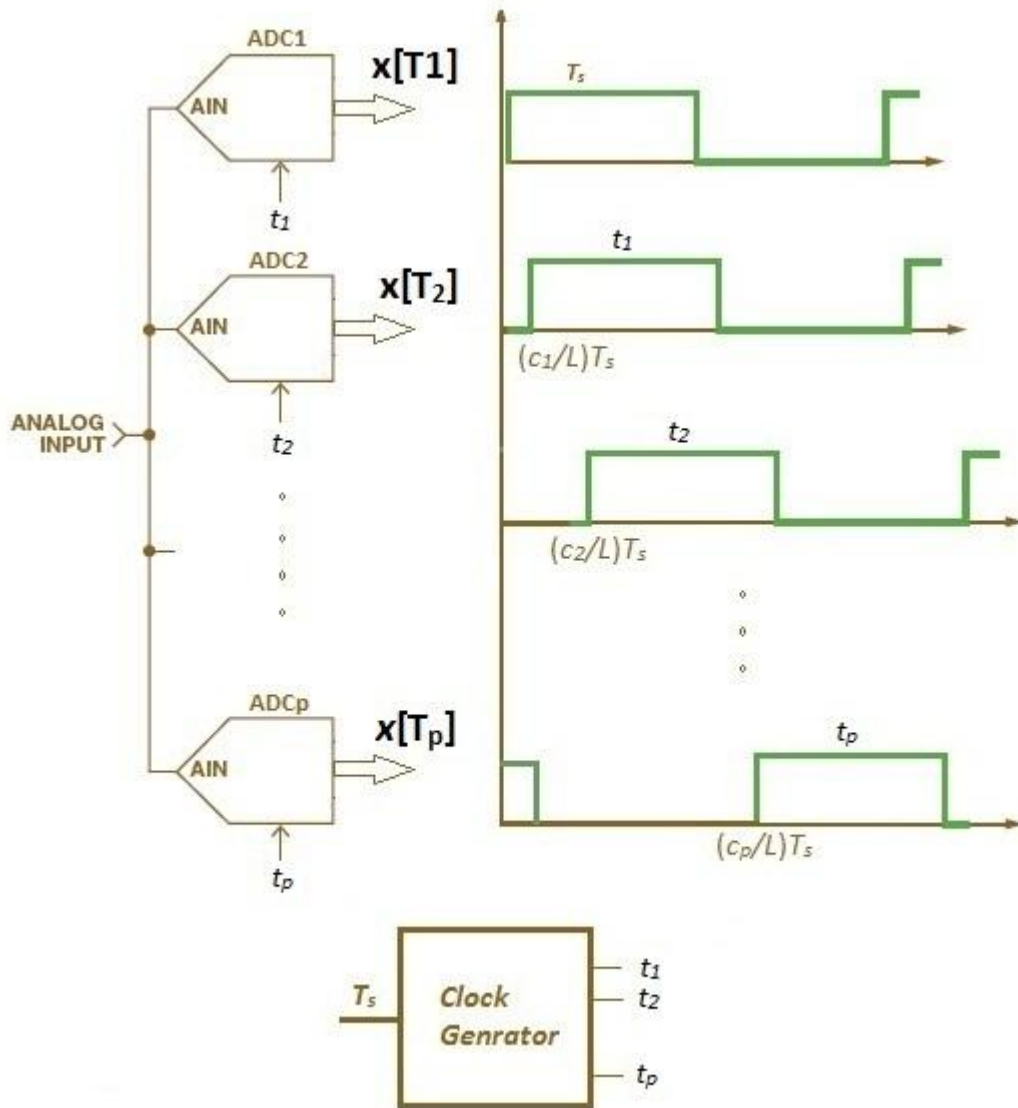 ADC1
x[T1]
AIN
t1
Ts
ADC2
x[T2]
AIN
t2
t1
(c1/L)Ts
ANALOG
INPUT
t2
(c2/L)Ts
ADCp
x[Tp]
AIN
tp
tp
(cp/L)Ts
Ts
Clock
Genrator
t1
t2
tp